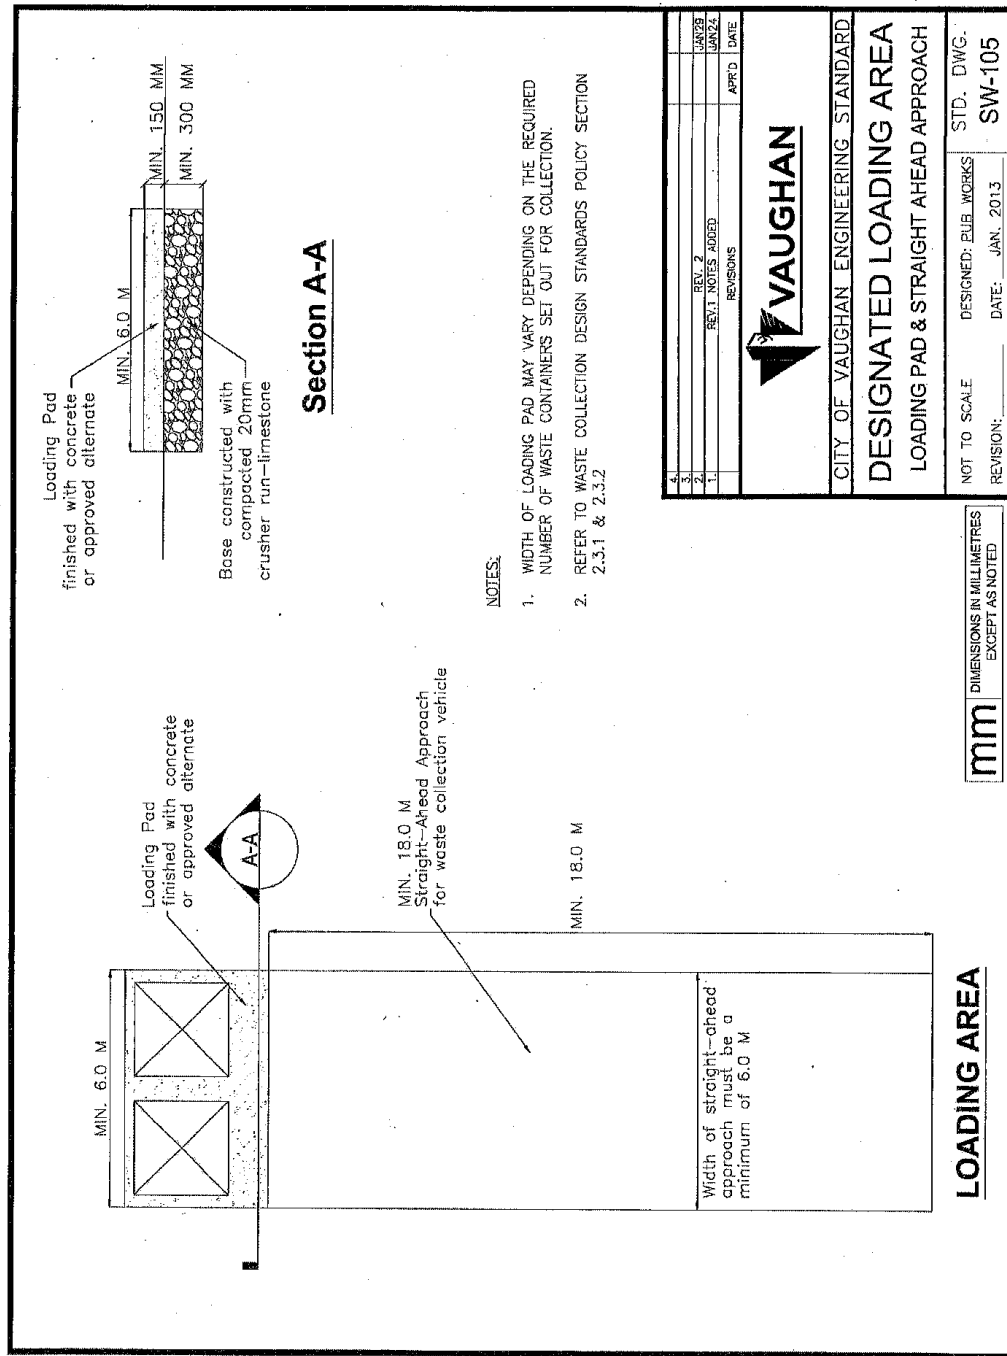 MIN. 6.0 M
Loading Pad
finished with concrete
or approved alternate
A-A
MIN. 18.0 M
Straight-Ahead Approach
for waste collection vehicle
MIN. 18.0 M
Width of straight-ahead
approach must be a
minimum of 6.0 M
LOADING AREA
Loading Pad
finished with concrete
or approved alternate
MIN. 6.0 M
MIN. 150 MM
MIN. 300 MM
Base constructed with
compacted 20mm
crusher run-limestone
Section A-A
NOTES:
1. WIDTH OF LOADING PAD MAY VARY DEPENDING ON THE REQUIRED
NUMBER OF WASTE CONTAINERS SET OUT FOR COLLECTION.
2. REFER TO WASTE COLLECTION DESIGN STANDARDS POLICY SECTION
2.3.1 & 2.3.2
mm DIMENSIONS IN MILLIMETRES
EXCEPT AS NOTED
4.
3.
2. REV. 2 JAN29
1. REV.1 NOTES ADDED JAN24
REVISIONS APR'D DATE
VAUGHAN
CITY OF VAUGHAN ENGINEERING STANDARD
DESIGNATED LOADING AREA
LOADING PAD & STRAIGHT AHEAD APPROACH
NOT TO SCALE DESIGNED: PUB WORKS STD. DWG.
REVISION: DATE: JAN. 2013 SW-105